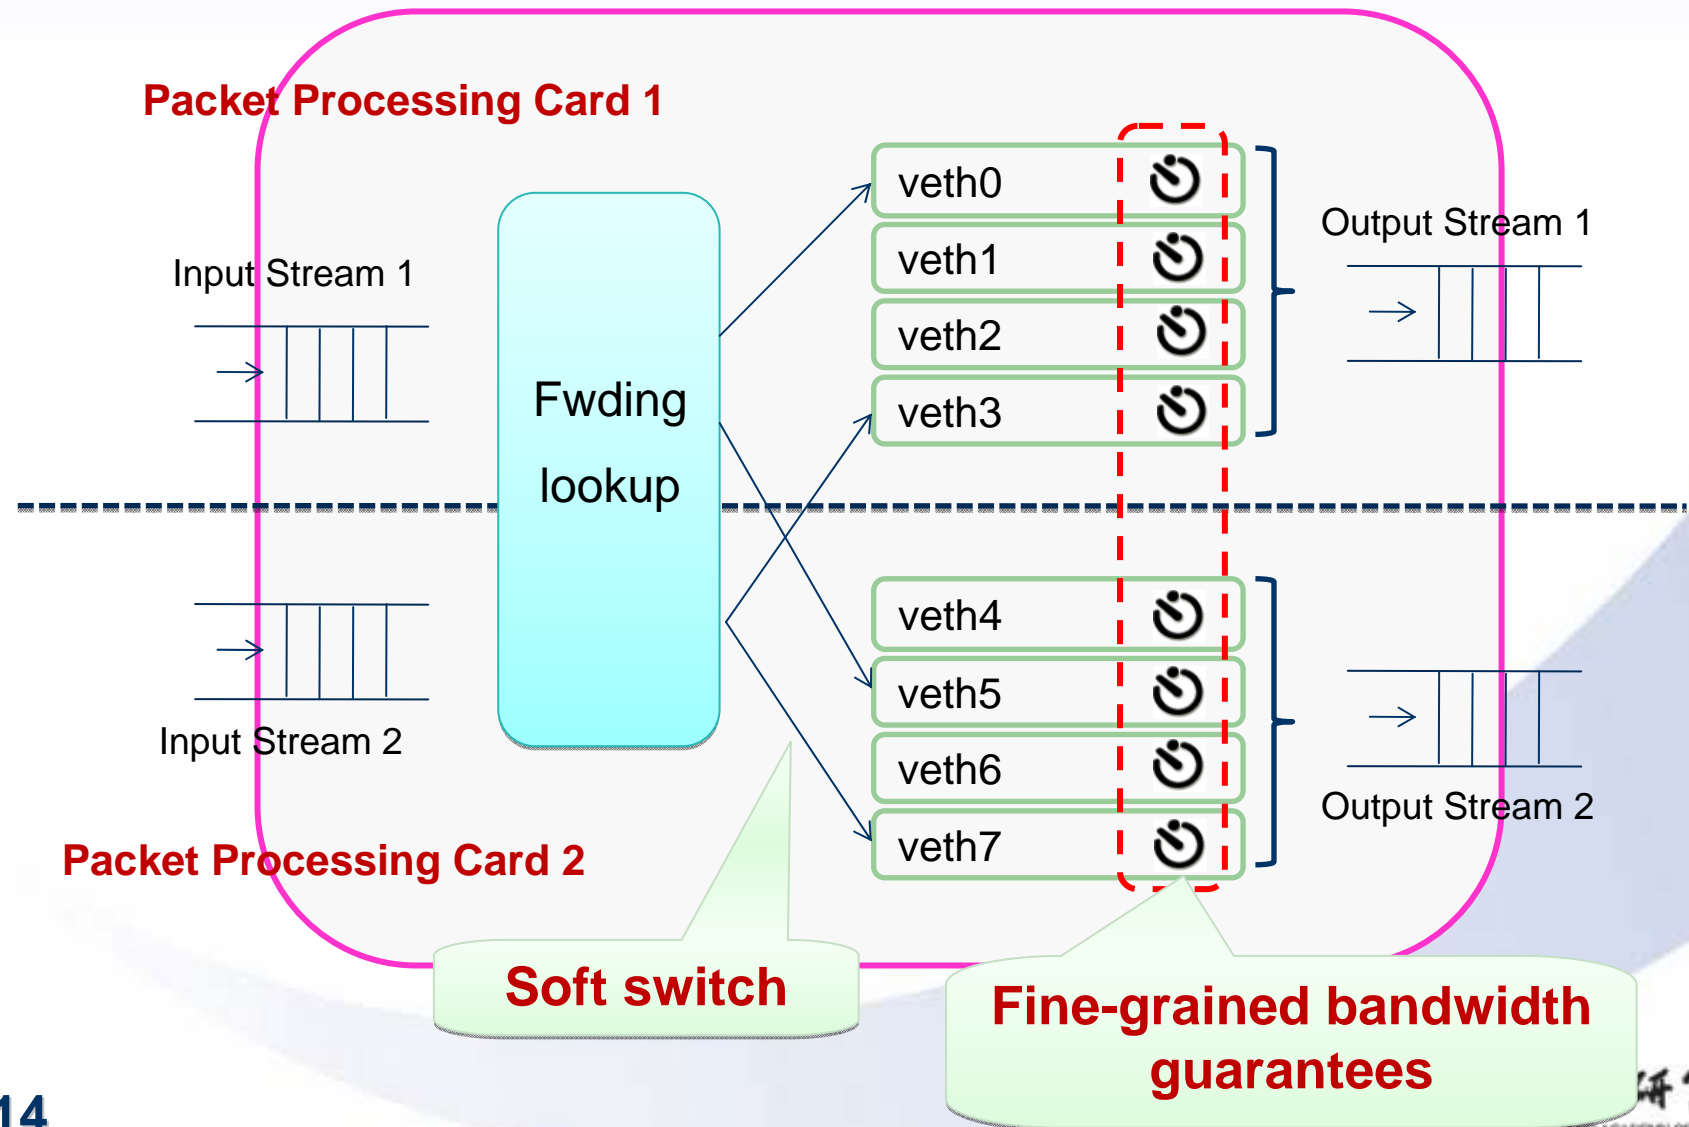 Packet Processing Card 1
veth0
Output Stream 1
veth1
Input Stream 1
veth2
Fwding
veth3
lookup
veth4
veth5
Input Stream 2
veth6
Output Stream 2
veth7
Packet Processing Card 2
Soft switch
Fine-grained bandwidth
guarantees
14